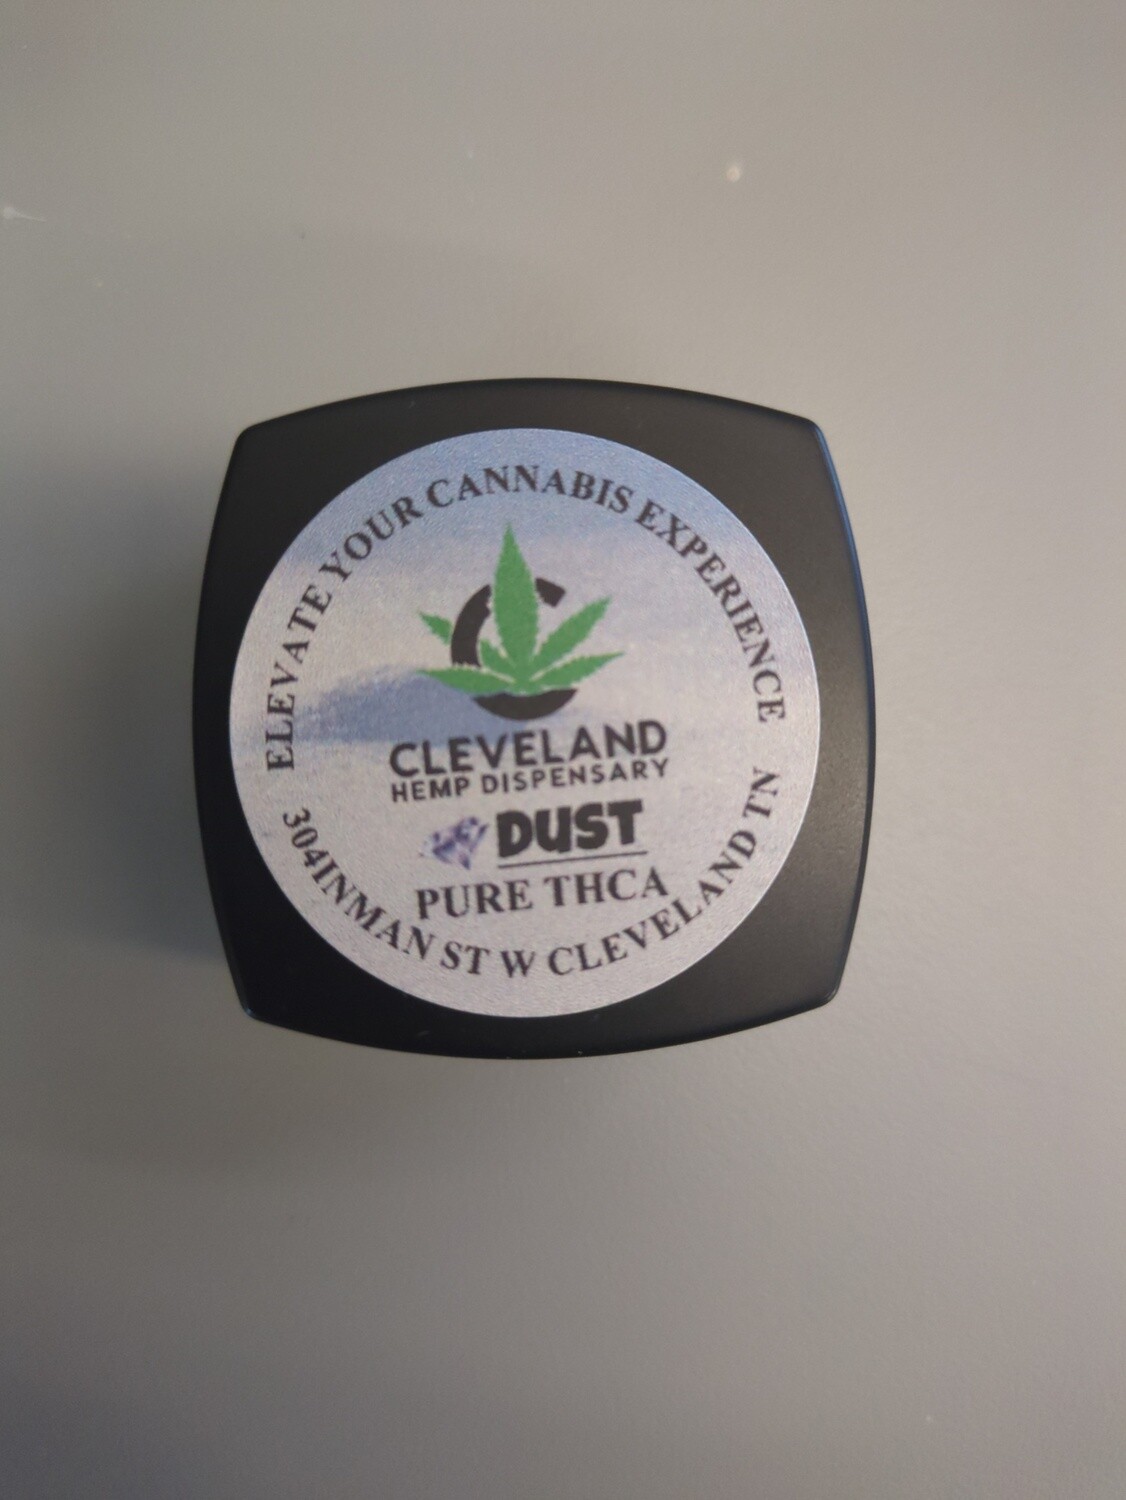 ELEVATE YOUR CANNABIS EXPERIENCE
CLEVELAND
HEMP DISPENSARY
DUST
PURE THCA
304INMAN ST W CLEVELAND TN